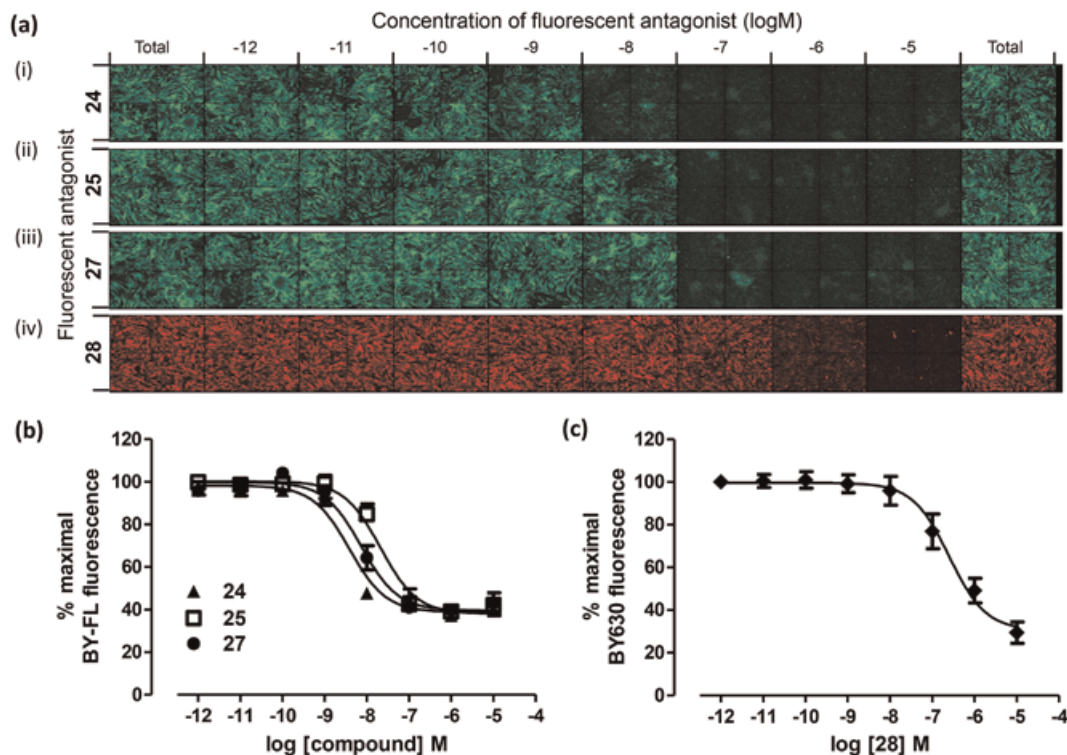 (a)
Concentration of fluorescent antagonist (logM)
Total -12 -11 -10 -9 -8 -7 -6 -5 Total
Fluorescent antagonist
(i) 24
(ii) 25
(iii) 27
(iv) 28
(b)
% maximal
BY-FL fluorescence
120
100
80
60
40
20
0
24
25
27
-12 -11 -10 -9 -8 -7 -6 -5 -4
log [compound] M
(c)
% maximal
BY630 fluorescence
120
100
80
60
40
20
0
-12 -11 -10 -9 -8 -7 -6 -5 -4
log [28] M